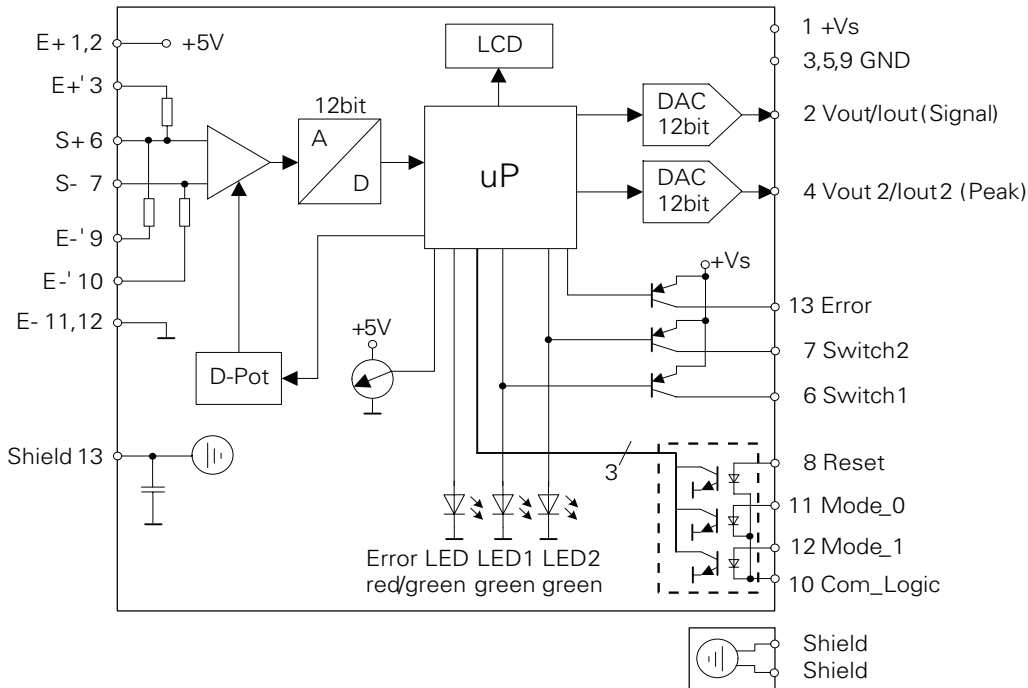 E+ 1,2
+5V
E+' 3
S+ 6
S- 7
E-' 9
E-' 10
E- 11,12
Shield 13
12bit
A
D
LCD
uP
D-Pot
+5V
DAC
12bit
DAC
12bit
+Vs
1 +Vs
3,5,9 GND
2 Vout/Iout (Signal)
4 Vout 2/Iout 2 (Peak)
13 Error
7 Switch2
6 Switch1
3
8 Reset
11 Mode_0
12 Mode_1
10 Com_Logic
Error LED LED1 LED2
red/green green green
Shield
Shield